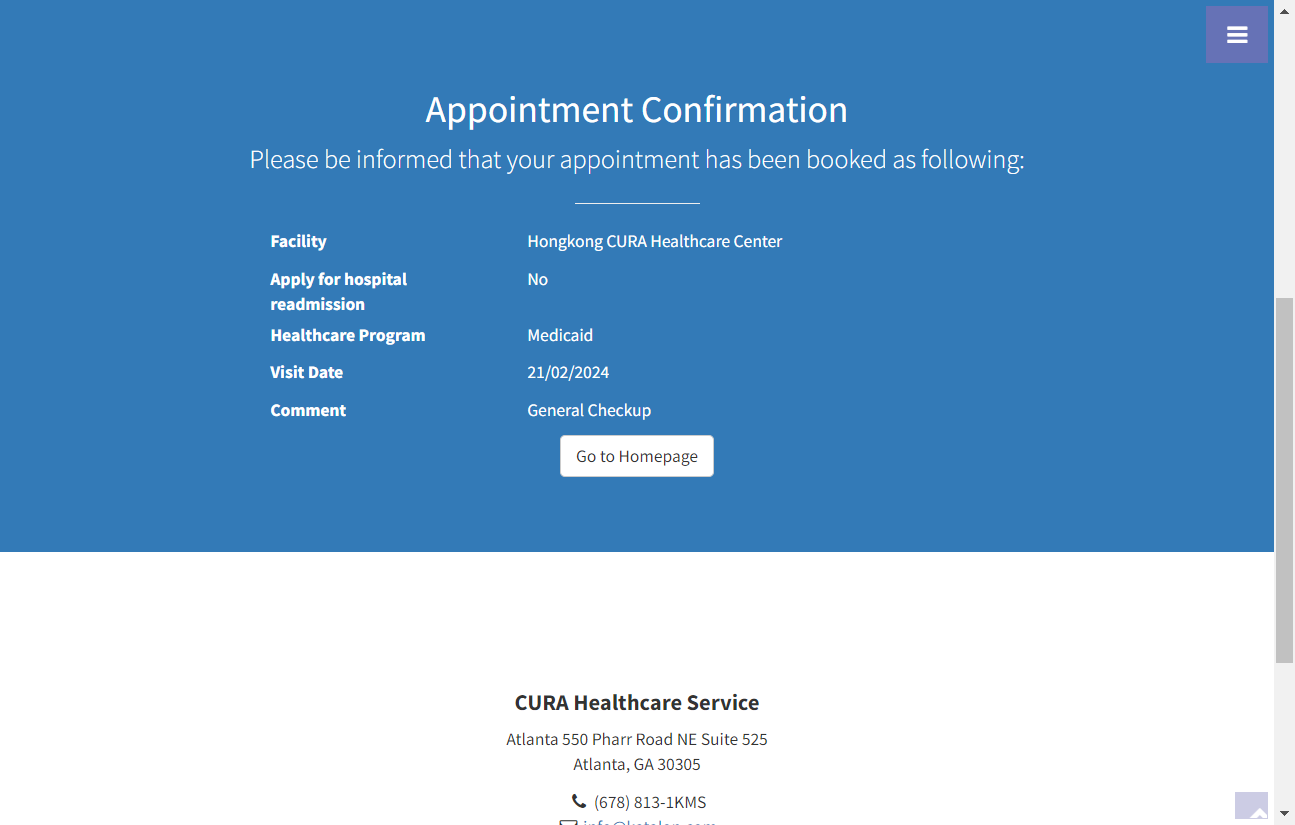 Appointment Confirmation
Please be informed that your appointment has been booked as following:
Facility Hongkong CURA Healthcare Center
Apply for hospital No
readmission
Healthcare Program Medicaid
Visit Date 21/02/2024
Comment General Checkup
Go to Homepage
CURA Healthcare Service
Atlanta 550 Pharr Road NE Suite 525
Atlanta, GA 30305
(678) 813-1KMS